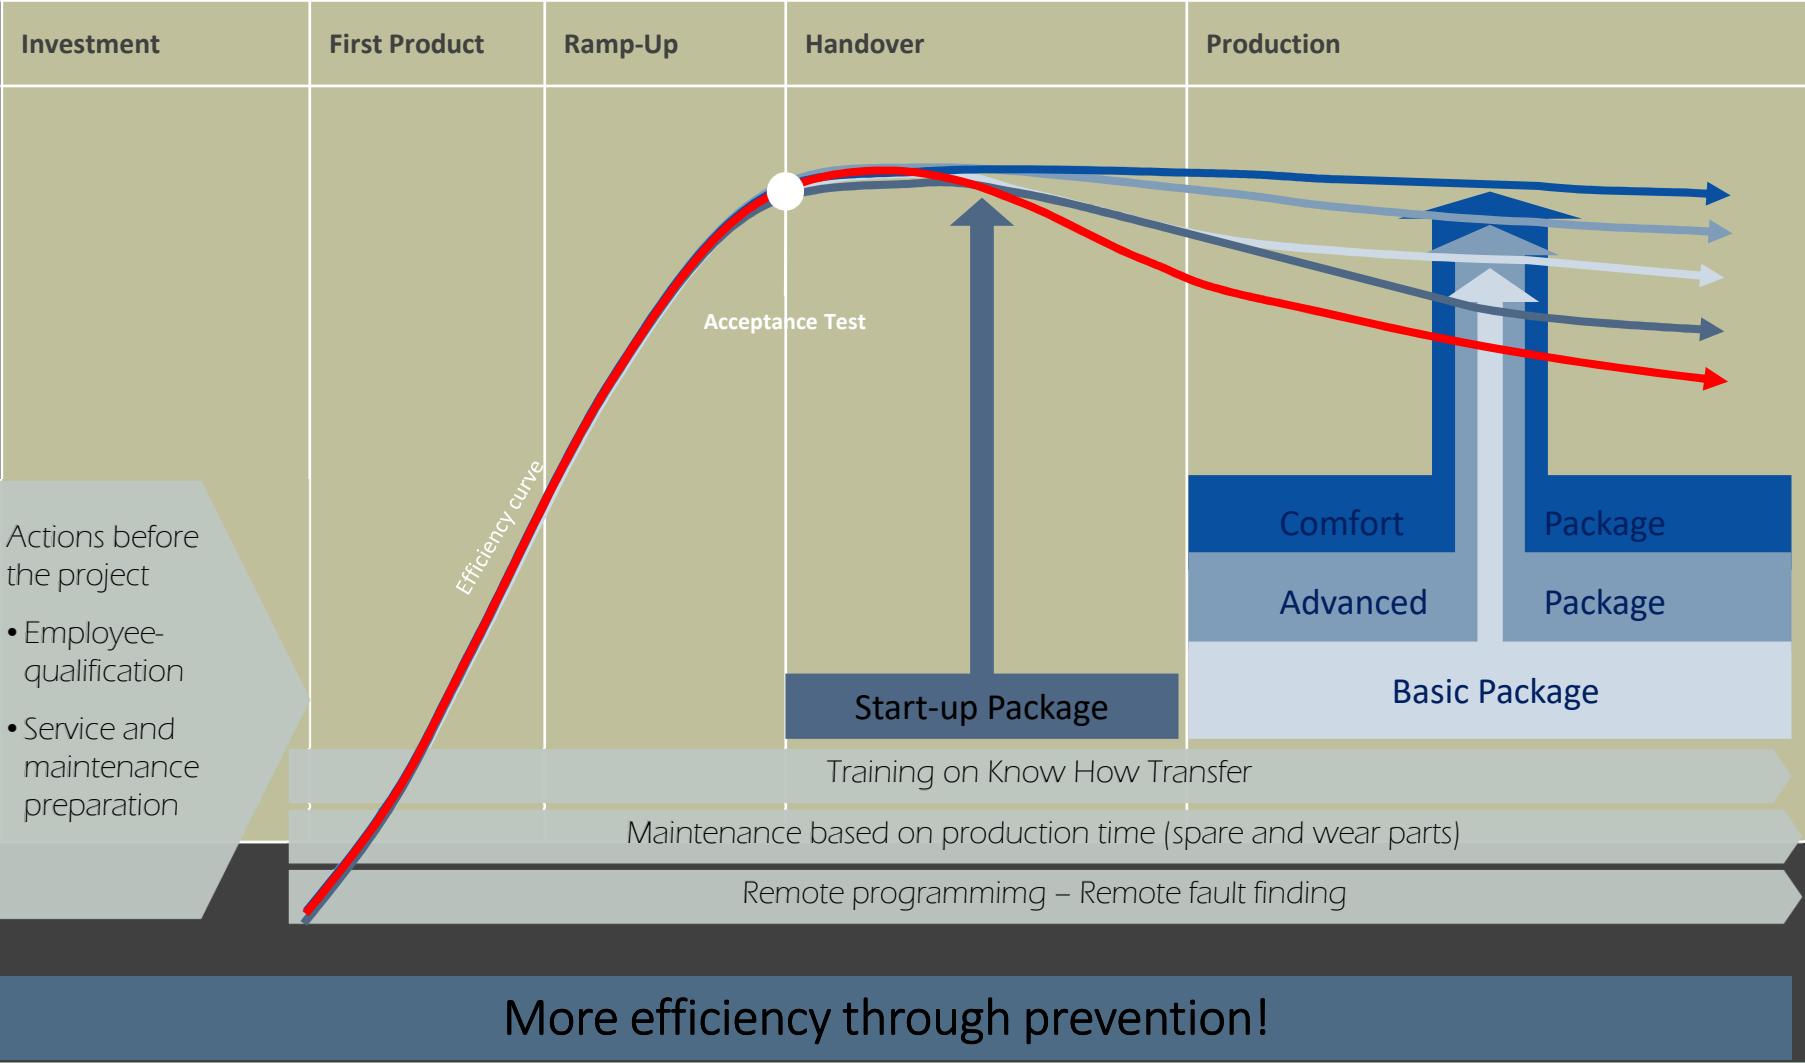 Investment
First Product
Ramp-Up
Handover
Production
Acceptance Test
Efficiency curve
Actions before
the project
• Employee-
qualification
• Service and
maintenance
preparation
Comfort Package
Advanced Package
Basic Package
Start-up Package
Training on Know How Transfer
Maintenance based on production time (spare and wear parts)
Remote programmimg – Remote fault finding
More efficiency through prevention!